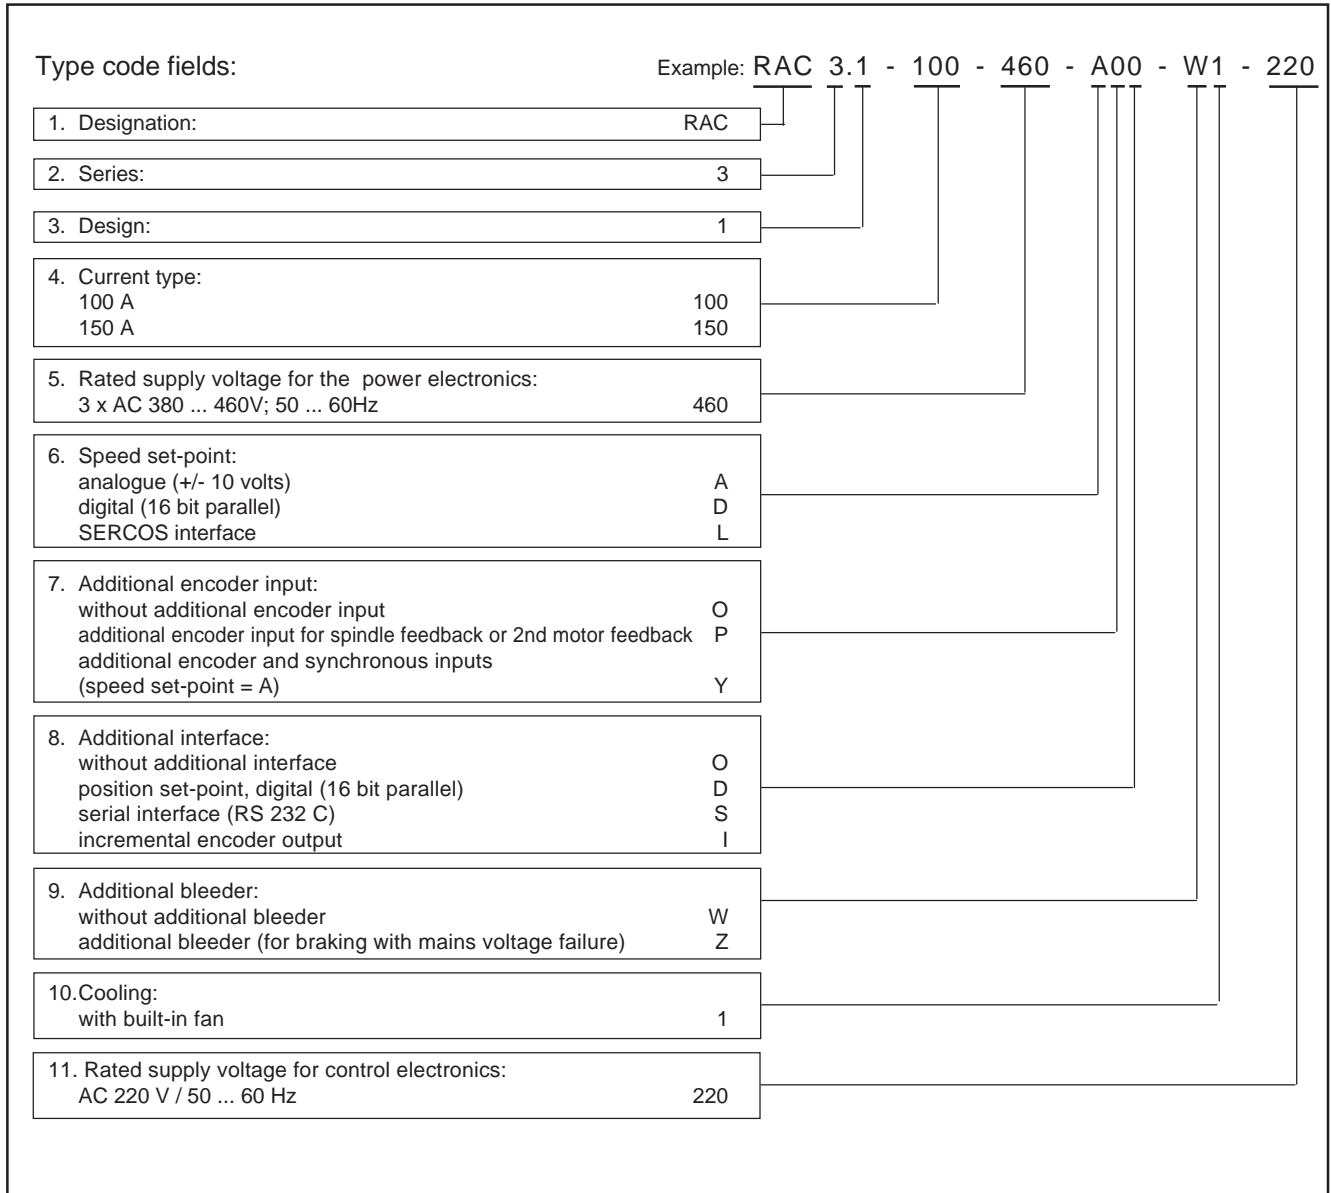 Type code fields: Example: RAC 3.1 - 100 - 460 - A00 - W1 - 220
1. Designation: RAC
2. Series: 3
3. Design: 1
4. Current type:
100 A 100
150 A 150
5. Rated supply voltage for the power electronics:
3 x AC 380 ... 460V; 50 ... 60Hz 460
6. Speed set-point:
analogue (+/- 10 volts) A
digital (16 bit parallel) D
SERCOS interface L
7. Additional encoder input:
without additional encoder input O
additional encoder input for spindle feedback or 2nd motor feedback P
additional encoder and synchronous inputs
(speed set-point = A) Y
8. Additional interface:
without additional interface O
position set-point, digital (16 bit parallel) D
serial interface (RS 232 C) S
incremental encoder output I
9. Additional bleeder:
without additional bleeder W
additional bleeder (for braking with mains voltage failure) Z
10.Cooling:
with built-in fan 1
11. Rated supply voltage for control electronics:
AC 220 V / 50 ... 60 Hz 220